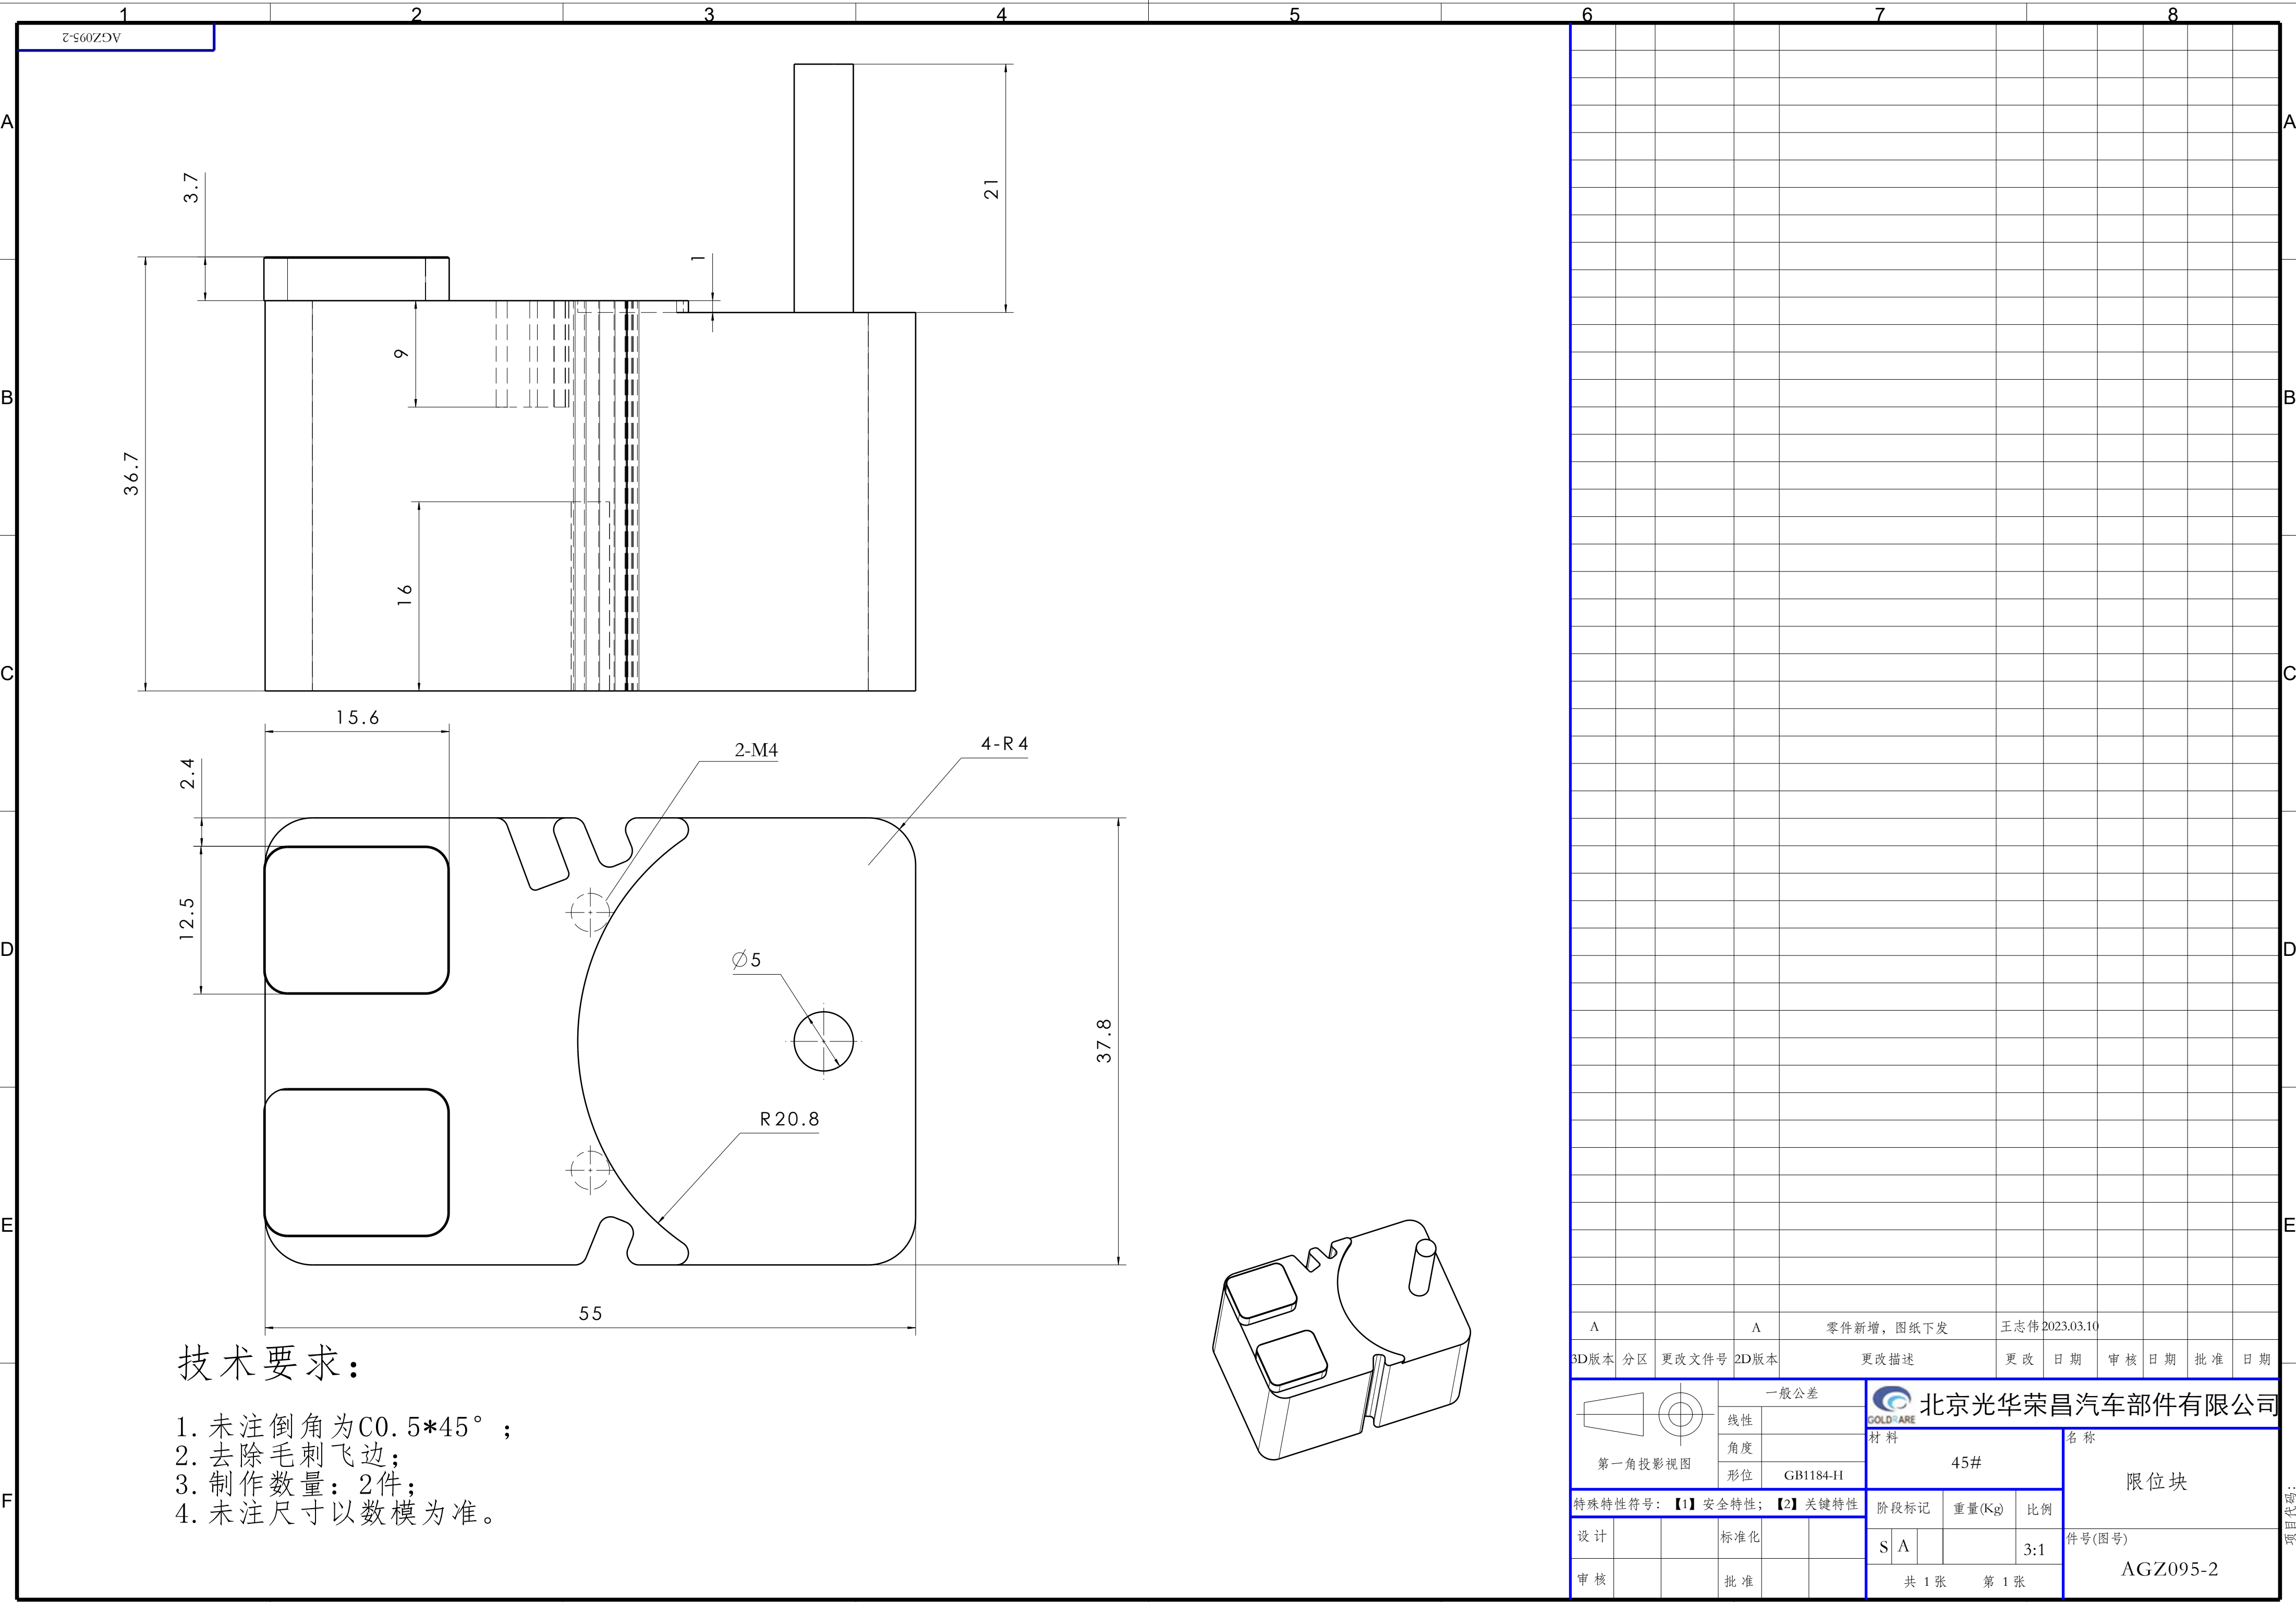 1 2 3 4 5 6 7 8
AGZ095-2
A A
B B
C C
D D
E E
F
3.7
21
1
9
36.7
16
15.6
2-M4
4-R4
2.4
12.5
∅5
37.8
R20.8
55
技术要求：
1.未注倒角为C0.5*45°；
2.去除毛刺飞边；
3.制作数量：2件；
4.未注尺寸以数模为准。
A A 零件新增，图纸下发 王志伟 2023.03.10
3D版本 分区 更改文件号 2D版本 更改描述 更改 日期 审核 日期 批准 日期
第一角投影视图
一般公差
线性
角度
形位 GB1184-H
GOLDRARE 北京光华荣昌汽车部件有限公司
材料
45#
名称
限位块
特殊特性符号：【1】安全特性；【2】关键特性
阶段标记 重量(Kg) 比例
S A 3:1
设计 标准化
审核 批准
共 1 张 第 1 张
件号(图号)
AGZ095-2
项目代号：